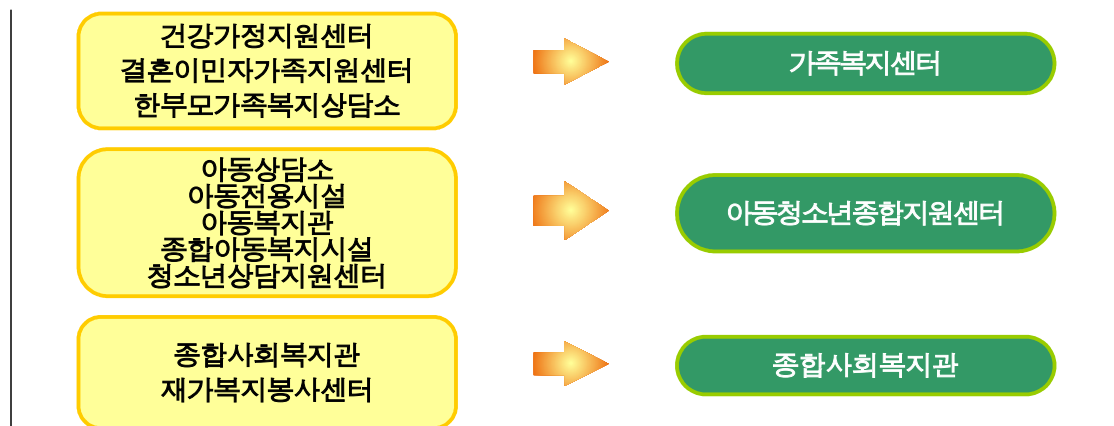 건강가정지원센터
결혼이민자가족지원센터
한부모가족복지상담소
가족복지센터
아동상담소
아동전용시설
아동복지관
종합아동복지시설
청소년상담지원센터
아동청소년종합지원센터
종합사회복지관
재가복지봉사센터
종합사회복지관